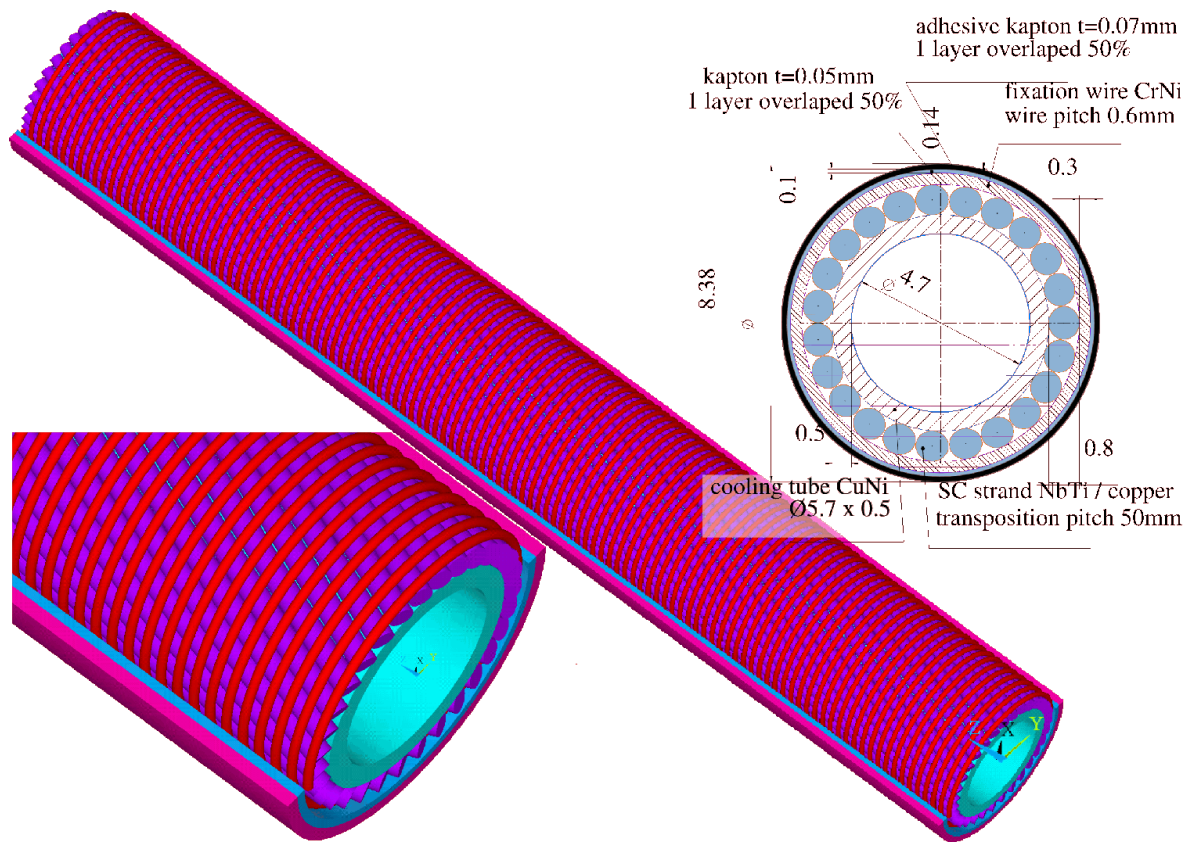 adhesive kapton t=0.07mm
1 layer overlaped 50%
kapton t=0.05mm
1 layer overlaped 50%
fixation wire CrNi
wire pitch 0.6mm
0.14
0.1
0.3
8.38
Ø
Ø 4.7
0.5
0.8
cooling tube CuNi
Ø5.7 x 0.5
SC strand NbTi / copper
transposition pitch 50mm
Z X Y
Z X Y